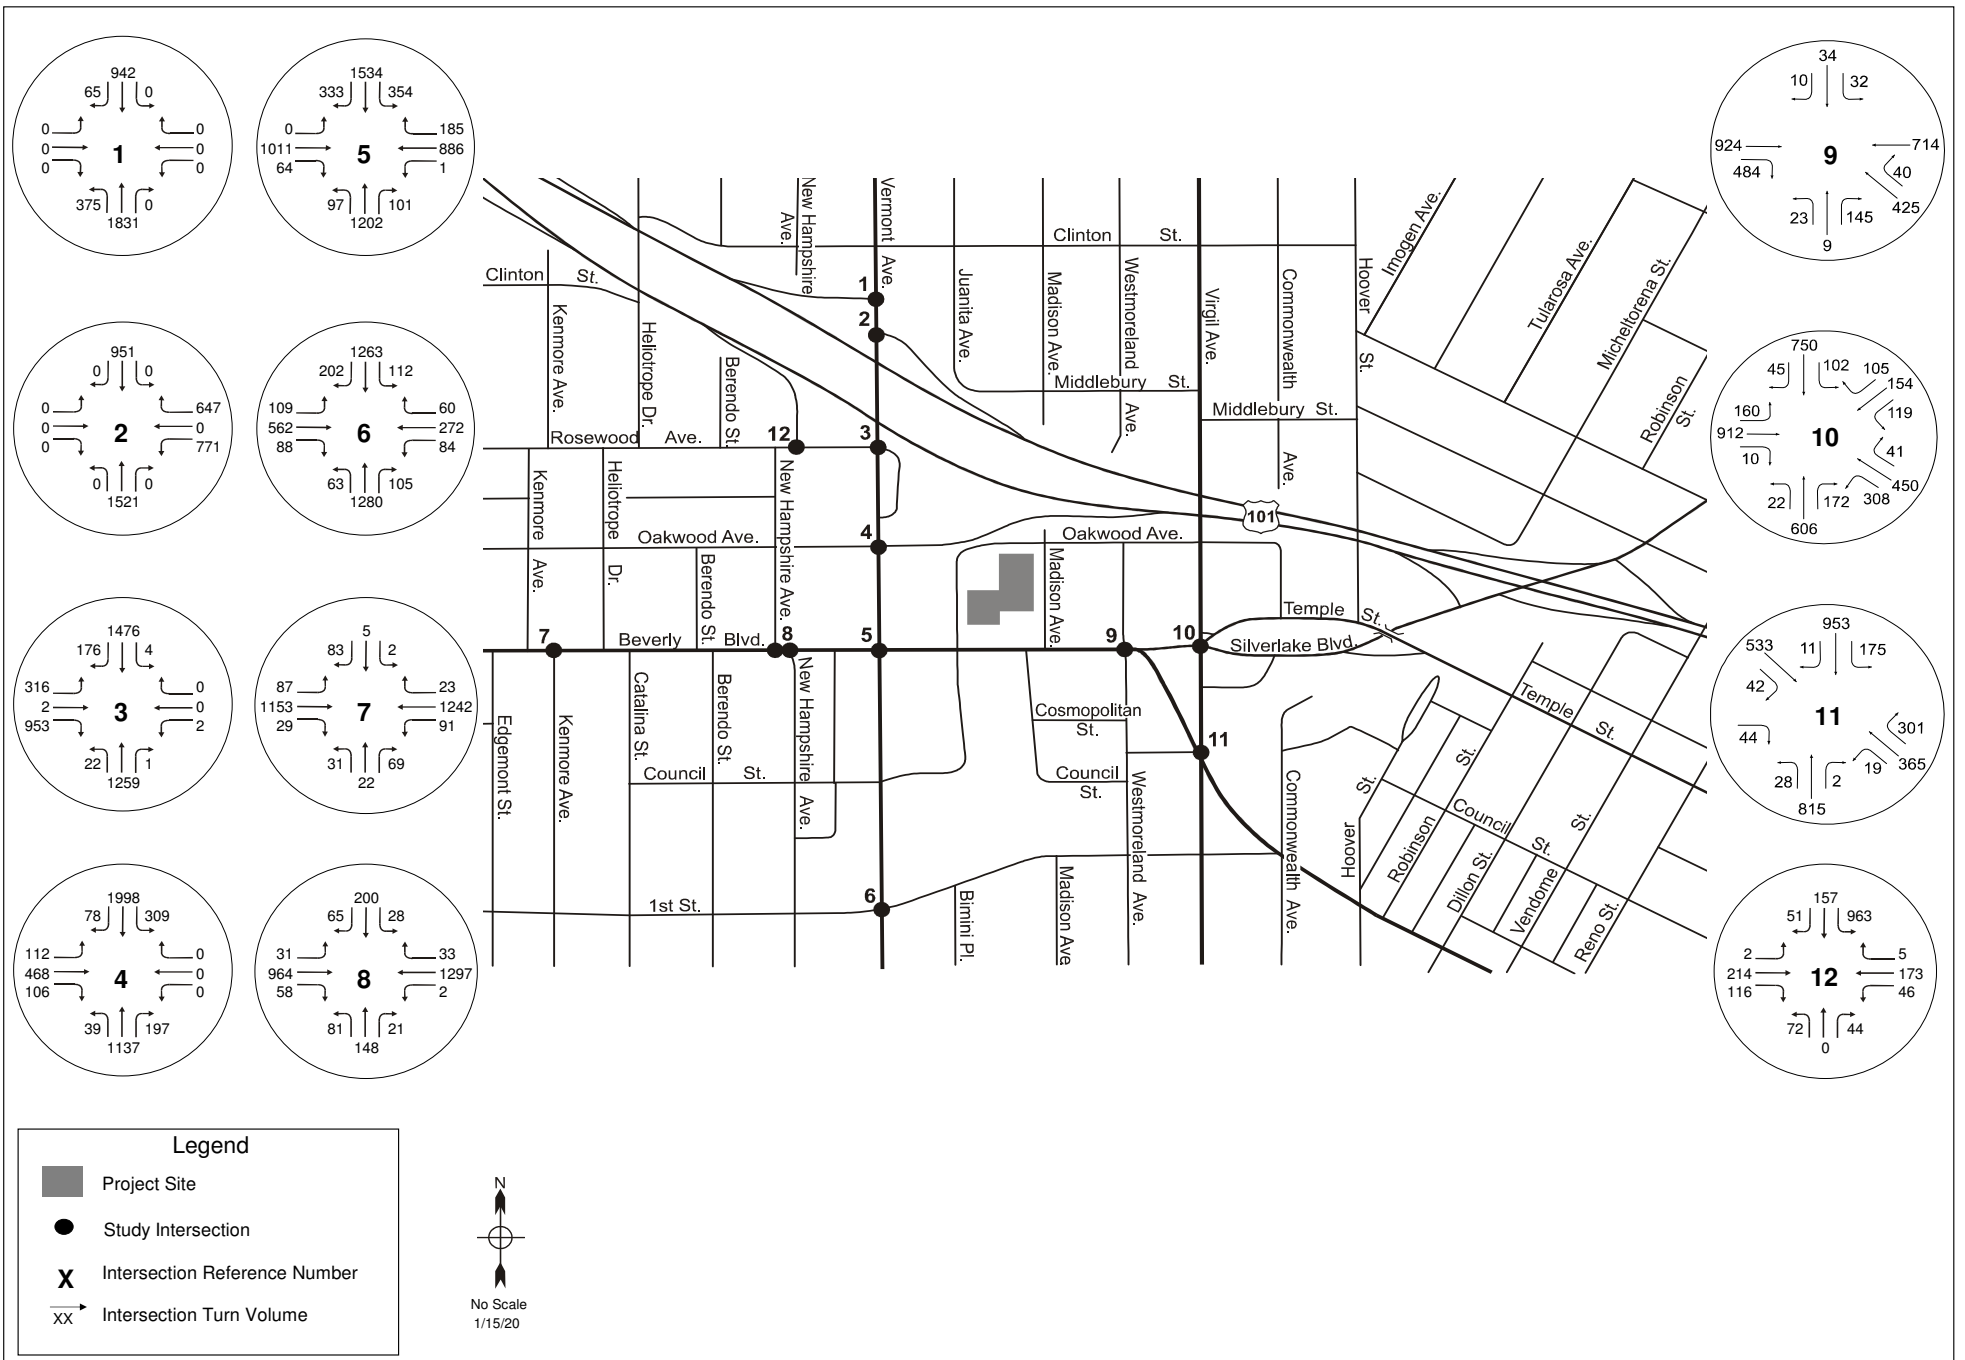 942
65 0
0 0
0 1 0
0 0
375 0
1831
1534
333 354
0 185
1011 5 886
64 1
97 101
1202
951
0 0
0 647
0 2 0
0 771
0 0
1521
1263
202 112
109 60
562 6 272
88 84
63 105
1280
1476
176 4
316 0
2 3 0
953 2
22 1
1259
5
83 2
87 23
1153 7 1242
29 91
31 69
22
1998
78 309
112 0
468 4 0
106 0
39 197
1137
200
65 28
31 33
964 8 1297
58 2
81 21
148
New Hampshire
Ave.
Vermont Ave.
Clinton St.
Clinton St.
Kenmore Ave.
Heliotrope Dr.
Berendo St.
Juanita Ave.
Madison Ave.
Westmoreland Ave.
Virgil Ave.
Commonwealth Ave.
Hoover St.
Imogen Ave.
Tularosa Ave.
Micheltorena St.
Robinson
St.
1
2
Middlebury St.
Middlebury St.
Rosewood Ave.
12
3
Kenmore Ave.
Heliotrope Dr.
New Hampshire Ave.
101
Oakwood Ave.
4
Oakwood Ave.
Berendo St.
Madison Ave.
Temple St.
7
Beverly Blvd.
8
5
9
10
Silverlake Blvd.
Edgemont St.
Kenmore Ave.
Catalina St.
Berendo St.
New Hampshire Ave.
Cosmopolitan
St.
Temple St.
11
Council St.
Council
St.
Westmoreland Ave.
Commonwealth Ave.
Hoover St.
Robinson St.
Council St.
Dillon St.
Vendome St.
Reno St.
1st St.
6
Bimini Pl.
Madison Ave
34
10 32
924 714
9
484 40
425
23 145
9
750
45 102 105
154
160 119
912 10
10 41
450
22 172 308
606
953
533 11 175
42
11
44 301
365
28 2 19
815
157
51 963
2 5
214 12 173
116 46
72 44
0
Legend
Project Site
Study Intersection
X Intersection Reference Number
XX Intersection Turn Volume
N
No Scale
1/15/20